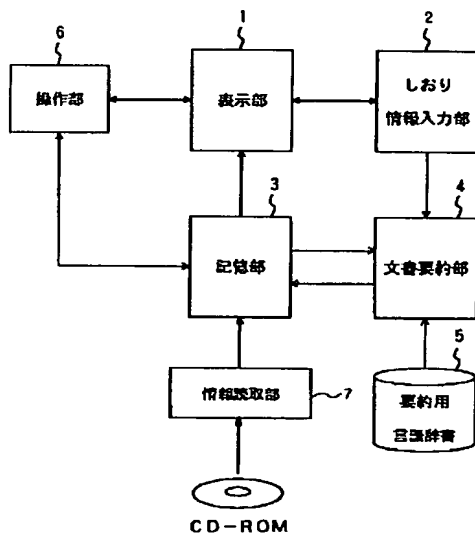 6
1
2
操作部
表示部
しおり
情報入力部
3
4
記憶部
文書要約部
5
情報読取部
7
要約用
言語辞書
CD-ROM